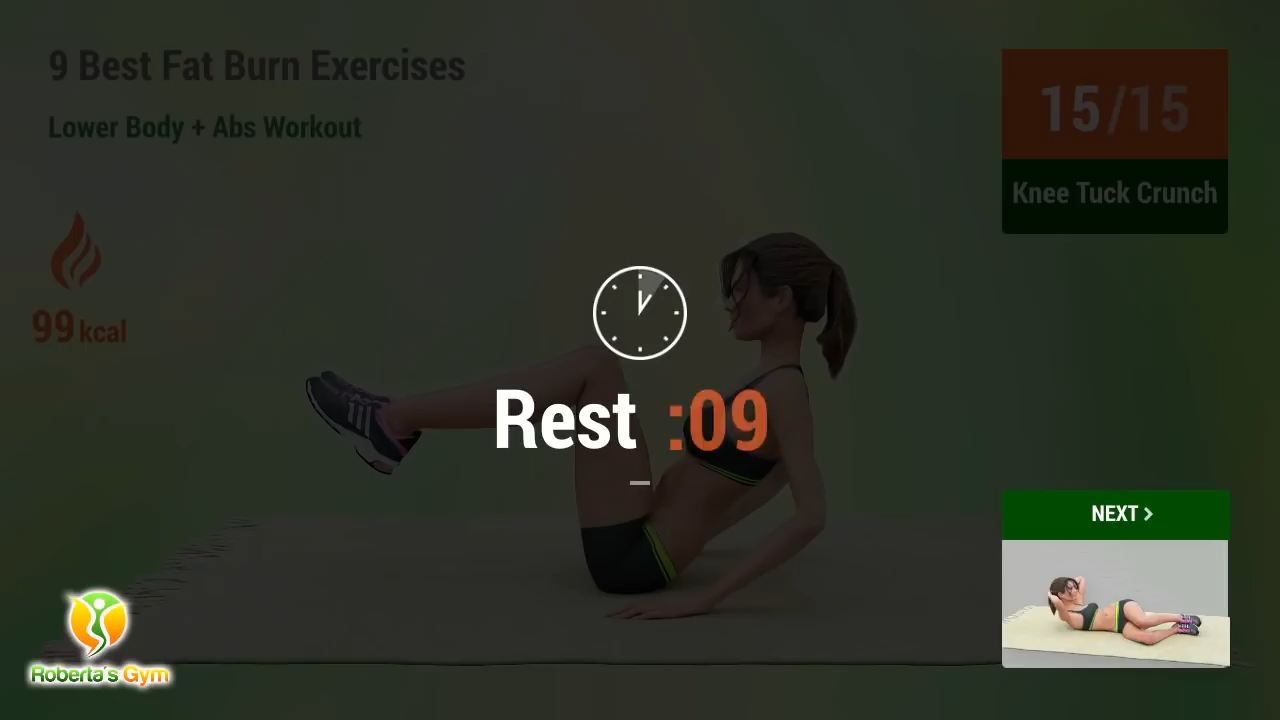 9 Best Fat Burn Exercises
Lower Body + Abs Workout
15/15
Knee Tuck Crunch
99 kcal
Rest :09
NEXT >
Roberta's Gym